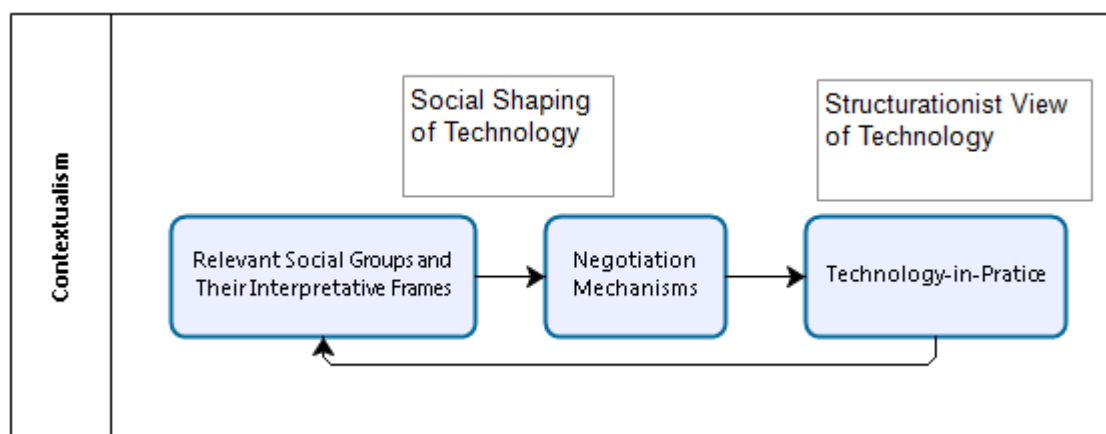 Contextualism
Social Shaping
of Technology
Structurationist View
of Technology
Relevant Social Groups and
Their Interpretative Frames
Negotiation
Mechanisms
Technology-in-Pratice